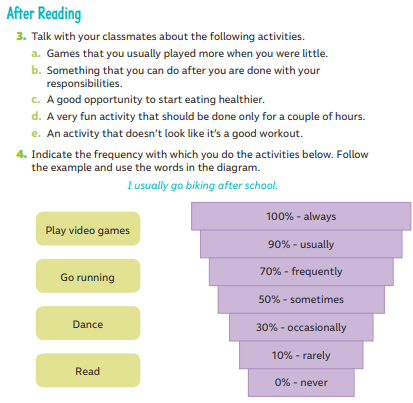 After Reading
3. Talk with your classmates about the following activities.
a. Games that you usually played more when you were little.
b. Something that you can do after you are done with your
responsibilities.
c. A good opportunity to start eating healthier.
d. A very fun activity that should be done only for a couple of hours.
e. An activity that doesn't look like it's a good workout.
4. Indicate the frequency with which you do the activities below. Follow
the example and use the words in the diagram.
I usually go biking after school.
Play video games
Go running
Dance
Read
100% - always
90% - usually
70% - frequently
50% - sometimes
30% - occasionally
10% - rarely
0% - never